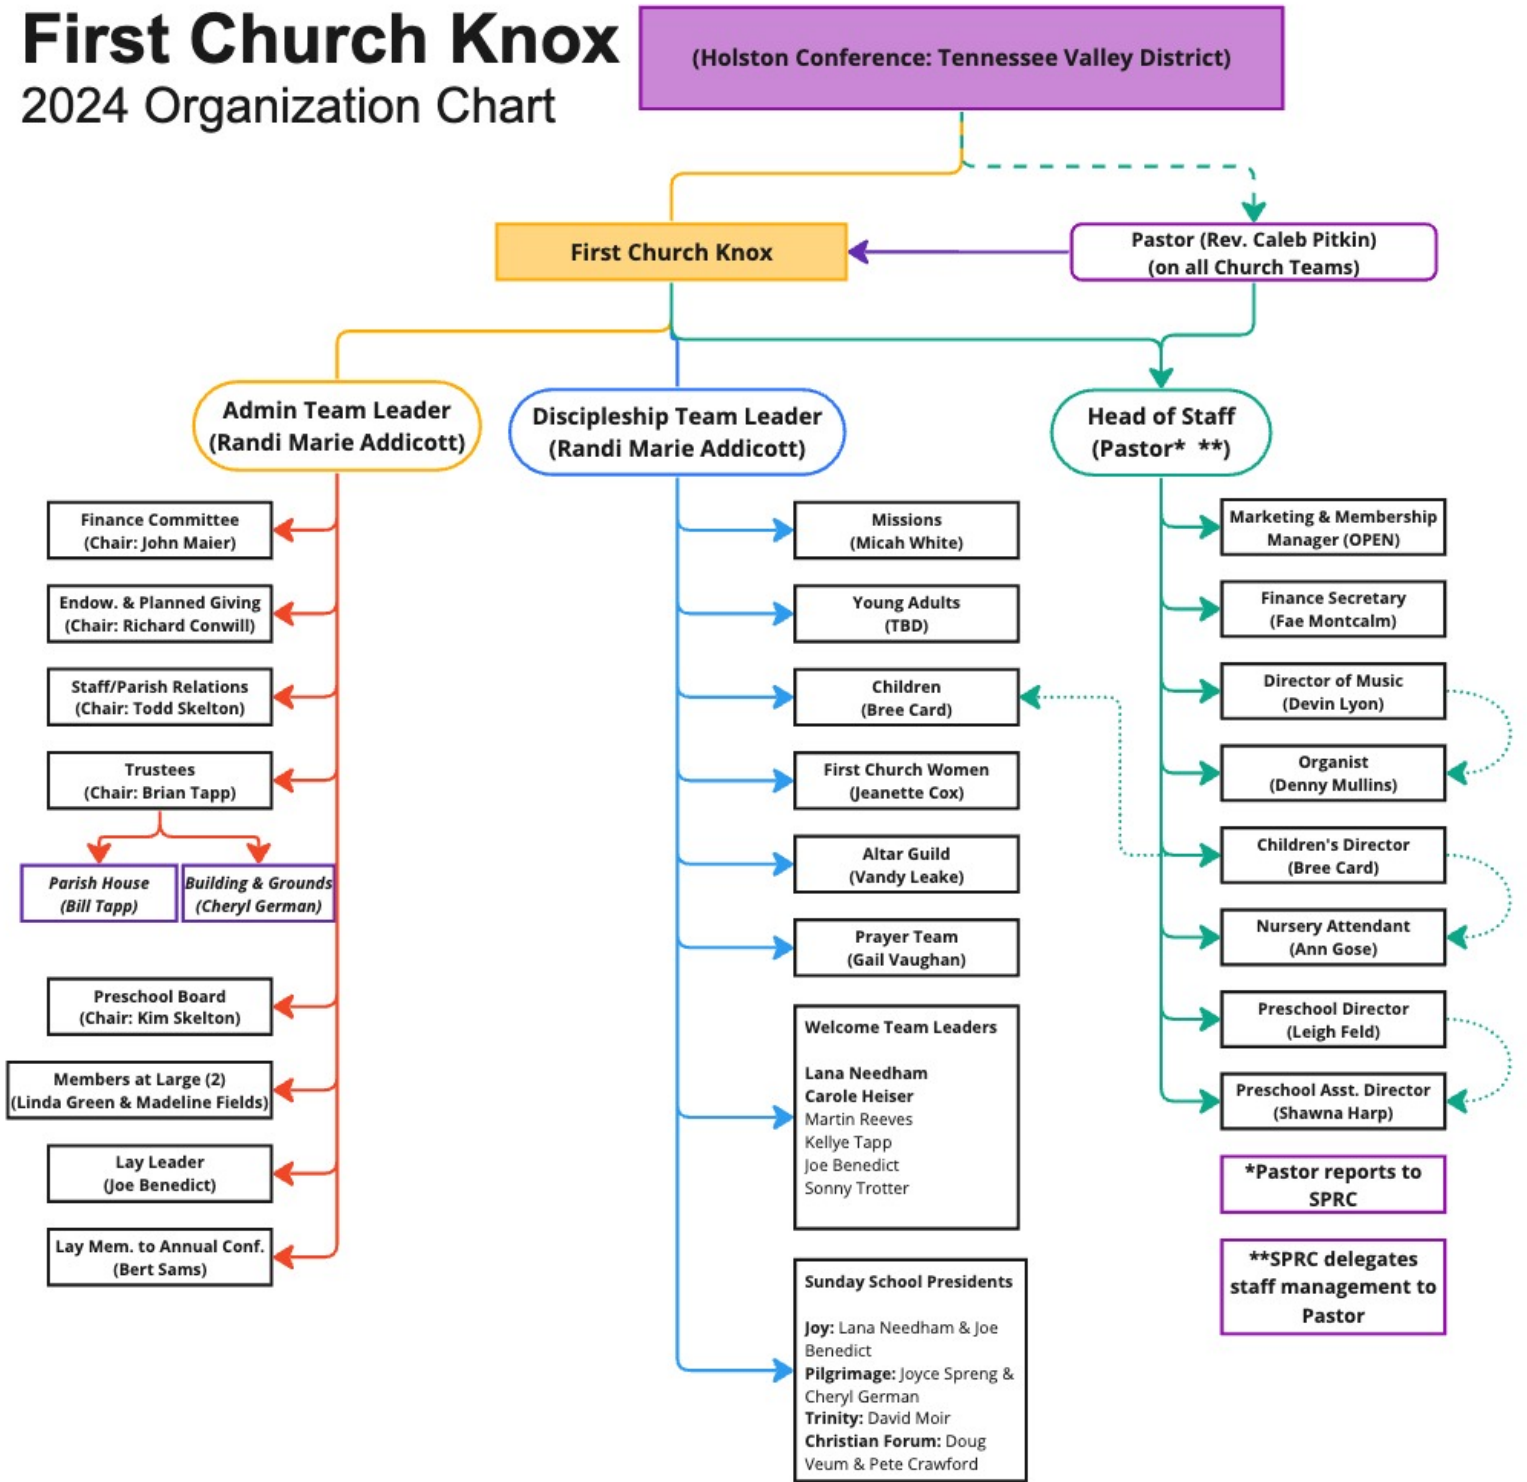 First Church Knox
2024 Organization Chart
(Holston Conference: Tennessee Valley District)
First Church Knox
Pastor (Rev. Caleb Pitkin)
(on all Church Teams)
Admin Team Leader
(Randi Marie Addicott)
Discipleship Team Leader
(Randi Marie Addicott)
Head of Staff
(Pastor* **)
Finance Committee
(Chair: John Maier)
Endow. & Planned Giving
(Chair: Richard Conwill)
Staff/Parish Relations
(Chair: Todd Skelton)
Trustees
(Chair: Brian Tapp)
Parish House
(Bill Tapp)
Building & Grounds
(Cheryl German)
Preschool Board
(Chair: Kim Skelton)
Members at Large (2)
(Linda Green & Madeline Fields)
Lay Leader
(Joe Benedict)
Lay Mem. to Annual Conf.
(Bert Sams)
Missions
(Micah White)
Young Adults
(TBD)
Children
(Bree Card)
First Church Women
(Jeanette Cox)
Altar Guild
(Vandy Leake)
Prayer Team
(Gail Vaughan)
Welcome Team Leaders
Lana Needham
Carole Heiser
Martin Reeves
Kellye Tapp
Joe Benedict
Sonny Trotter
Sunday School Presidents
Joy: Lana Needham & Joe
Benedict
Pilgrimage: Joyce Spreng &
Cheryl German
Trinity: David Moir
Christian Forum: Doug
Veum & Pete Crawford
Marketing & Membership
Manager (OPEN)
Finance Secretary
(Fae Montcalm)
Director of Music
(Devin Lyon)
Organist
(Denny Mullins)
Children's Director
(Bree Card)
Nursery Attendant
(Ann Gose)
Preschool Director
(Leigh Feld)
Preschool Asst. Director
(Shawna Harp)
*Pastor reports to
SPRC
**SPRC delegates
staff management to
Pastor